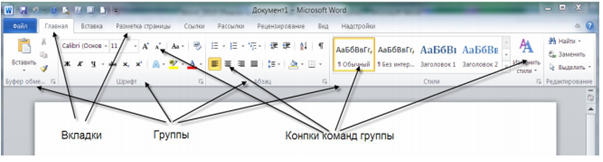 Документ1 - Microsoft Word
Файл Главная Вставка Разметка страницы Ссылки Рассылки Рецензирование Вид Надстройки
Calibri (Основ 11 АаБбВвГг, АаБбВвГг, АаБбВı АаБбВı Найти
Заменить
Вставить Ж К Ч ¶ Обычный ¶ Без интер... Заголовок 1 Заголовок 2 Изменить стили Выделить
Буфер обме... Шрифт Абзац Стили Редактирование
Вкладки Группы Конпки команд группы